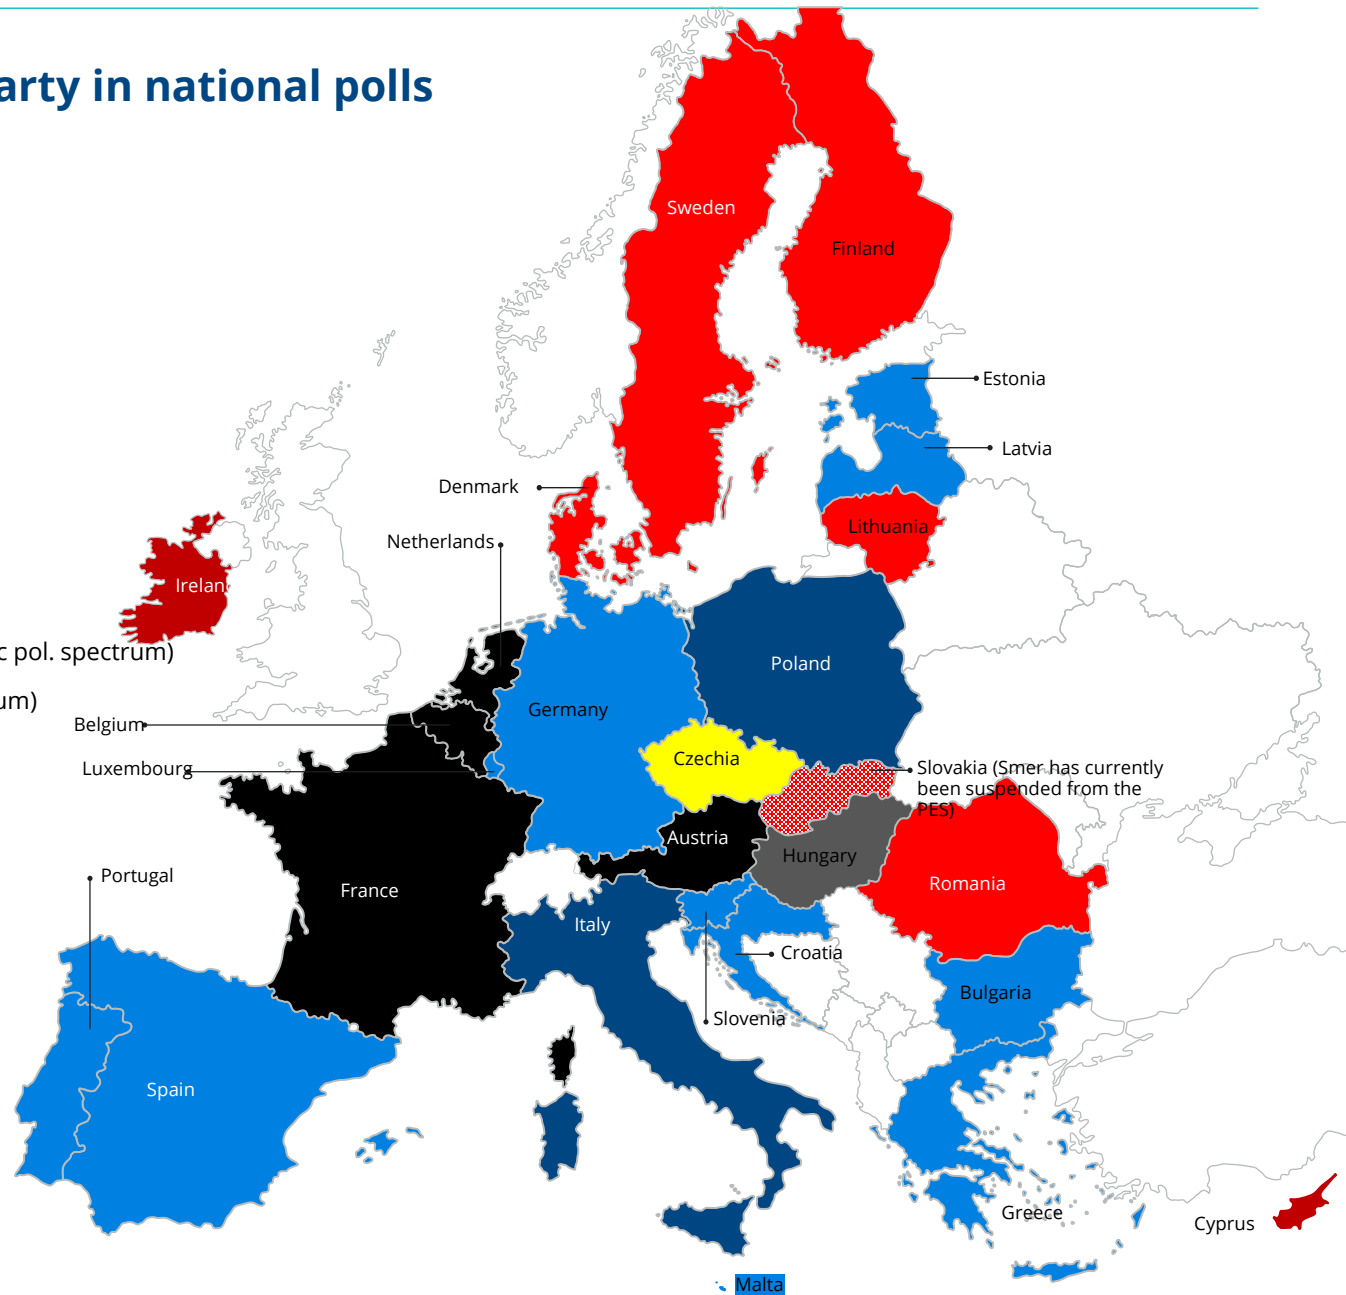 arty in national polls
Sweden
Finland
Estonia
Latvia
Denmark
Lithuania
Netherlands
Irelan
c pol. spectrum)
Poland
um)
Germany
Belgium
Czechia
Luxembourg
Slovakia (Smer has currently
been suspended from the
PES)
Austria
Hungary
Portugal
France
Romania
Italy
Croatia
Bulgaria
Slovenia
Spain
Greece
Cyprus
Malta